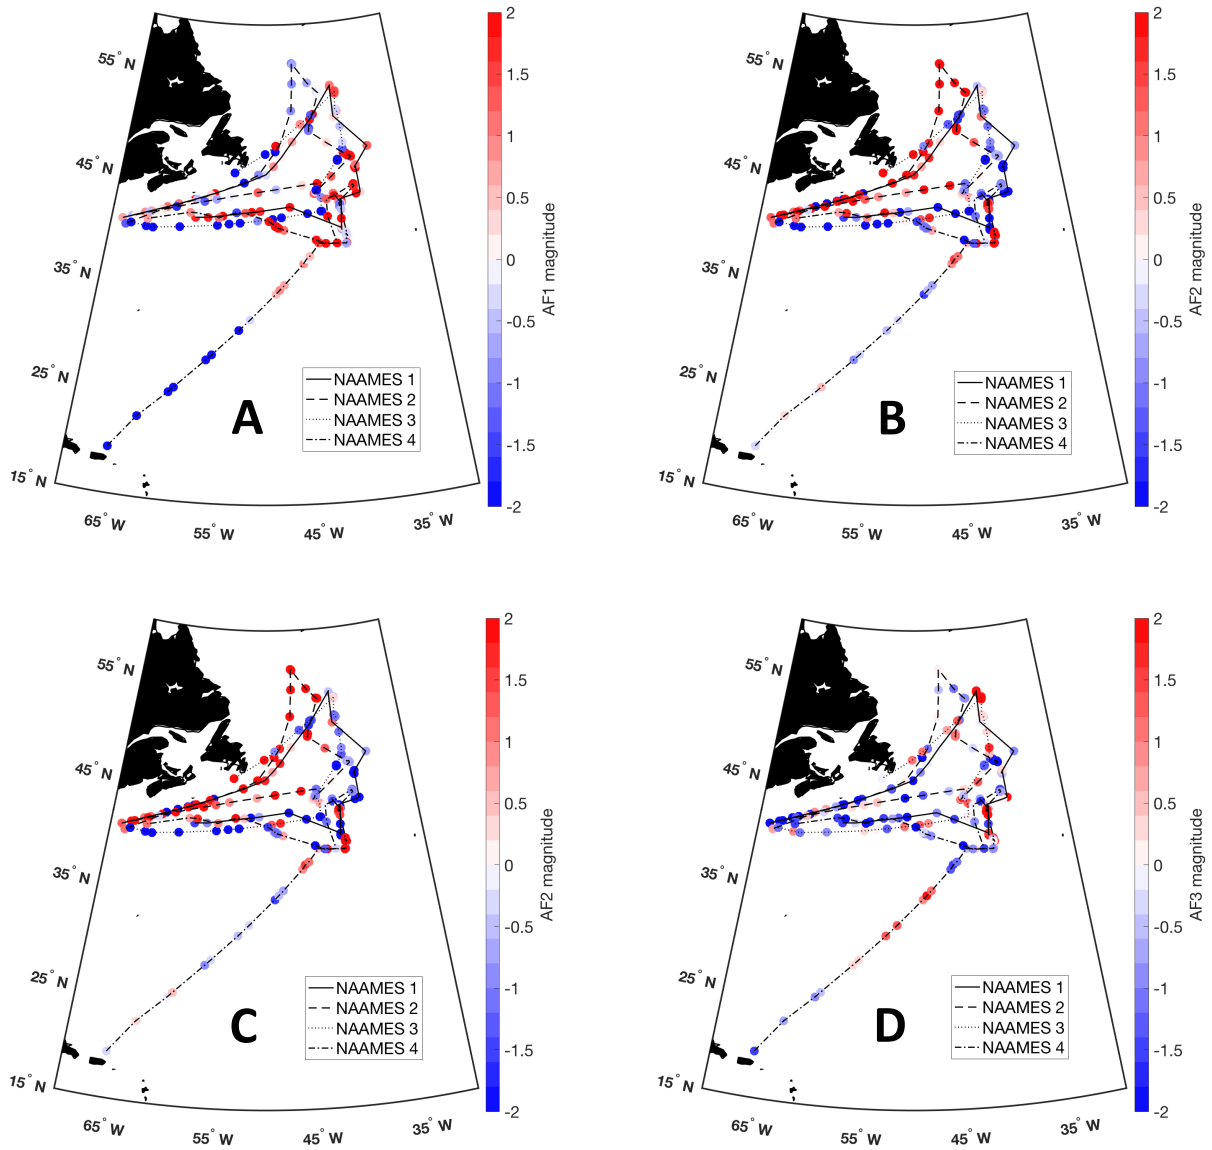 2
1.5
1
0.5
0
-0.5
-1
-1.5
-2
AF1 magnitude
55° N
45° N
35° N
25° N
15° N
65° W
55° W
45° W
35° W
NAAMES 1
NAAMES 2
NAAMES 3
NAAMES 4
A
2
1.5
1
0.5
0
-0.5
-1
-1.5
-2
AF2 magnitude
55° N
45° N
35° N
25° N
15° N
65° W
55° W
45° W
35° W
NAAMES 1
NAAMES 2
NAAMES 3
NAAMES 4
B
2
1.5
1
0.5
0
-0.5
-1
-1.5
-2
AF2 magnitude
55° N
45° N
35° N
25° N
15° N
65° W
55° W
45° W
35° W
NAAMES 1
NAAMES 2
NAAMES 3
NAAMES 4
C
2
1.5
1
0.5
0
-0.5
-1
-1.5
-2
AF3 magnitude
55° N
45° N
35° N
25° N
15° N
65° W
55° W
45° W
35° W
NAAMES 1
NAAMES 2
NAAMES 3
NAAMES 4
D